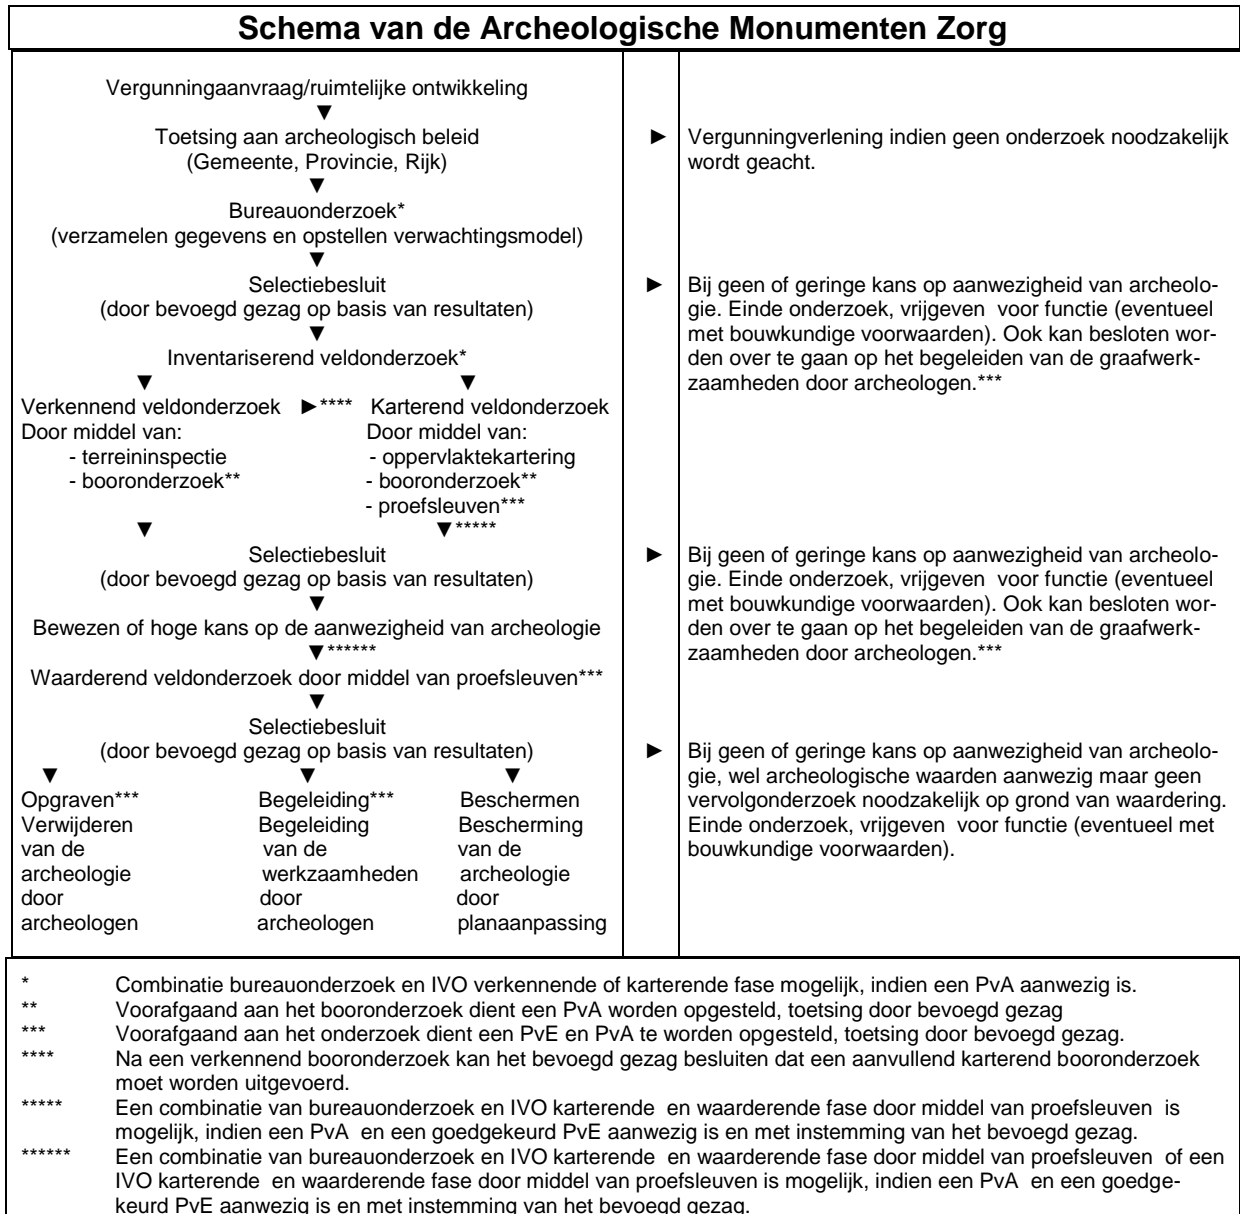 Schema van de Archeologische Monumenten Zorg
Vergunningaanvraag/ruimtelijke ontwikkeling
▼
Toetsing aan archeologisch beleid
(Gemeente, Provincie, Rijk)
► Vergunningverlening indien geen onderzoek noodzakelijk
wordt geacht.
▼
Bureauonderzoek*
(verzamelen gegevens en opstellen verwachtingsmodel)
▼
Selectiebesluit
(door bevoegd gezag op basis van resultaten)
► Bij geen of geringe kans op aanwezigheid van archeolo-
gie. Einde onderzoek, vrijgeven voor functie (eventueel
met bouwkundige voorwaarden). Ook kan besloten wor-
den over te gaan op het begeleiden van de graafwerk-
zaamheden door archeologen.***
▼
Inventariserend veldonderzoek*
▼ ▼
Verkennend veldonderzoek ►**** Karterend veldonderzoek
Door middel van: Door middel van:
- terreininspectie - oppervlaktekartering
- booronderzoek** - booronderzoek**
- proefsleuven***
▼ ▼*****
Selectiebesluit
(door bevoegd gezag op basis van resultaten)
► Bij geen of geringe kans op aanwezigheid van archeolo-
gie. Einde onderzoek, vrijgeven voor functie (eventueel
met bouwkundige voorwaarden). Ook kan besloten wor-
den over te gaan op het begeleiden van de graafwerk-
zaamheden door archeologen.***
▼
Bewezen of hoge kans op de aanwezigheid van archeologie
▼******
Waarderend veldonderzoek door middel van proefsleuven***
▼
Selectiebesluit
(door bevoegd gezag op basis van resultaten)
► Bij geen of geringe kans op aanwezigheid van archeolo-
gie, wel archeologische waarden aanwezig maar geen
vervolgonderzoek noodzakelijk op grond van waardering.
Einde onderzoek, vrijgeven voor functie (eventueel met
bouwkundige voorwaarden).
▼ ▼ ▼
Opgraven*** Begeleiding*** Beschermen
Verwijderen Begeleiding Bescherming
van de van de van de
archeologie werkzaamheden archeologie
door door door
archeologen archeologen planaanpassing
* Combinatie bureauonderzoek en IVO verkennende of karterende fase mogelijk, indien een PvA aanwezig is.
** Voorafgaand aan het booronderzoek dient een PvA worden opgesteld, toetsing door bevoegd gezag
*** Voorafgaand aan het onderzoek dient een PvE en PvA te worden opgesteld, toetsing door bevoegd gezag.
**** Na een verkennend booronderzoek kan het bevoegd gezag besluiten dat een aanvullend karterend booronderzoek
moet worden uitgevoerd.
***** Een combinatie van bureauonderzoek en IVO karterende en waarderende fase door middel van proefsleuven is
mogelijk, indien een PvA en een goedgekeurd PvE aanwezig is en met instemming van het bevoegd gezag.
****** Een combinatie van bureauonderzoek en IVO karterende en waarderende fase door middel van proefsleuven of een
IVO karterende en waarderende fase door middel van proefsleuven is mogelijk, indien een PvA en een goedge-
keurd PvE aanwezig is en met instemming van het bevoegd gezag.